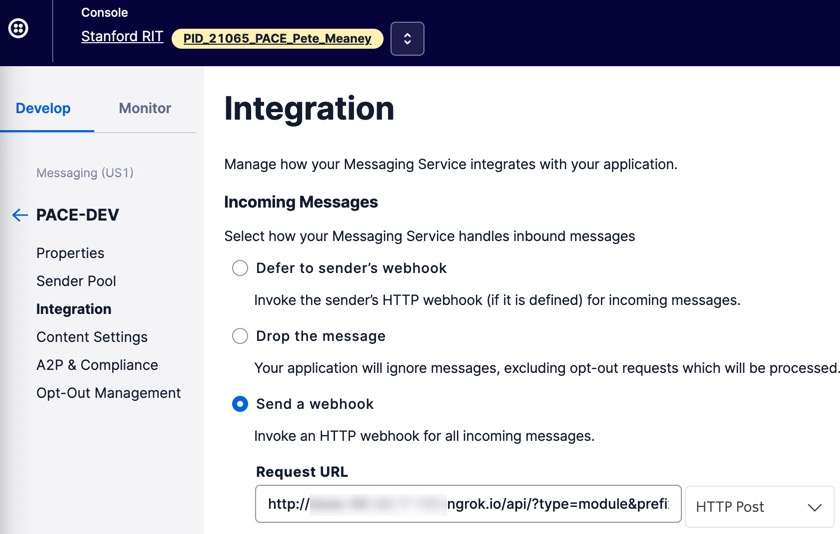 Console
Stanford RIT PID_21065_PACE_Pete_Meaney
Develop Monitor
Messaging (US1)
PACE-DEV
Properties
Sender Pool
Integration
Content Settings
A2P & Compliance
Opt-Out Management
Integration
Manage how your Messaging Service integrates with your application.
Incoming Messages
Select how your Messaging Service handles inbound messages
Defer to sender's webhook
Invoke the sender's HTTP webhook (if it is defined) for incoming messages.
Drop the message
Your application will ignore messages, excluding opt-out requests which will be processed.
Send a webhook
Invoke an HTTP webhook for all incoming messages.
Request URL
http:// ngrok.io/api/?type=module&prefi
HTTP Post